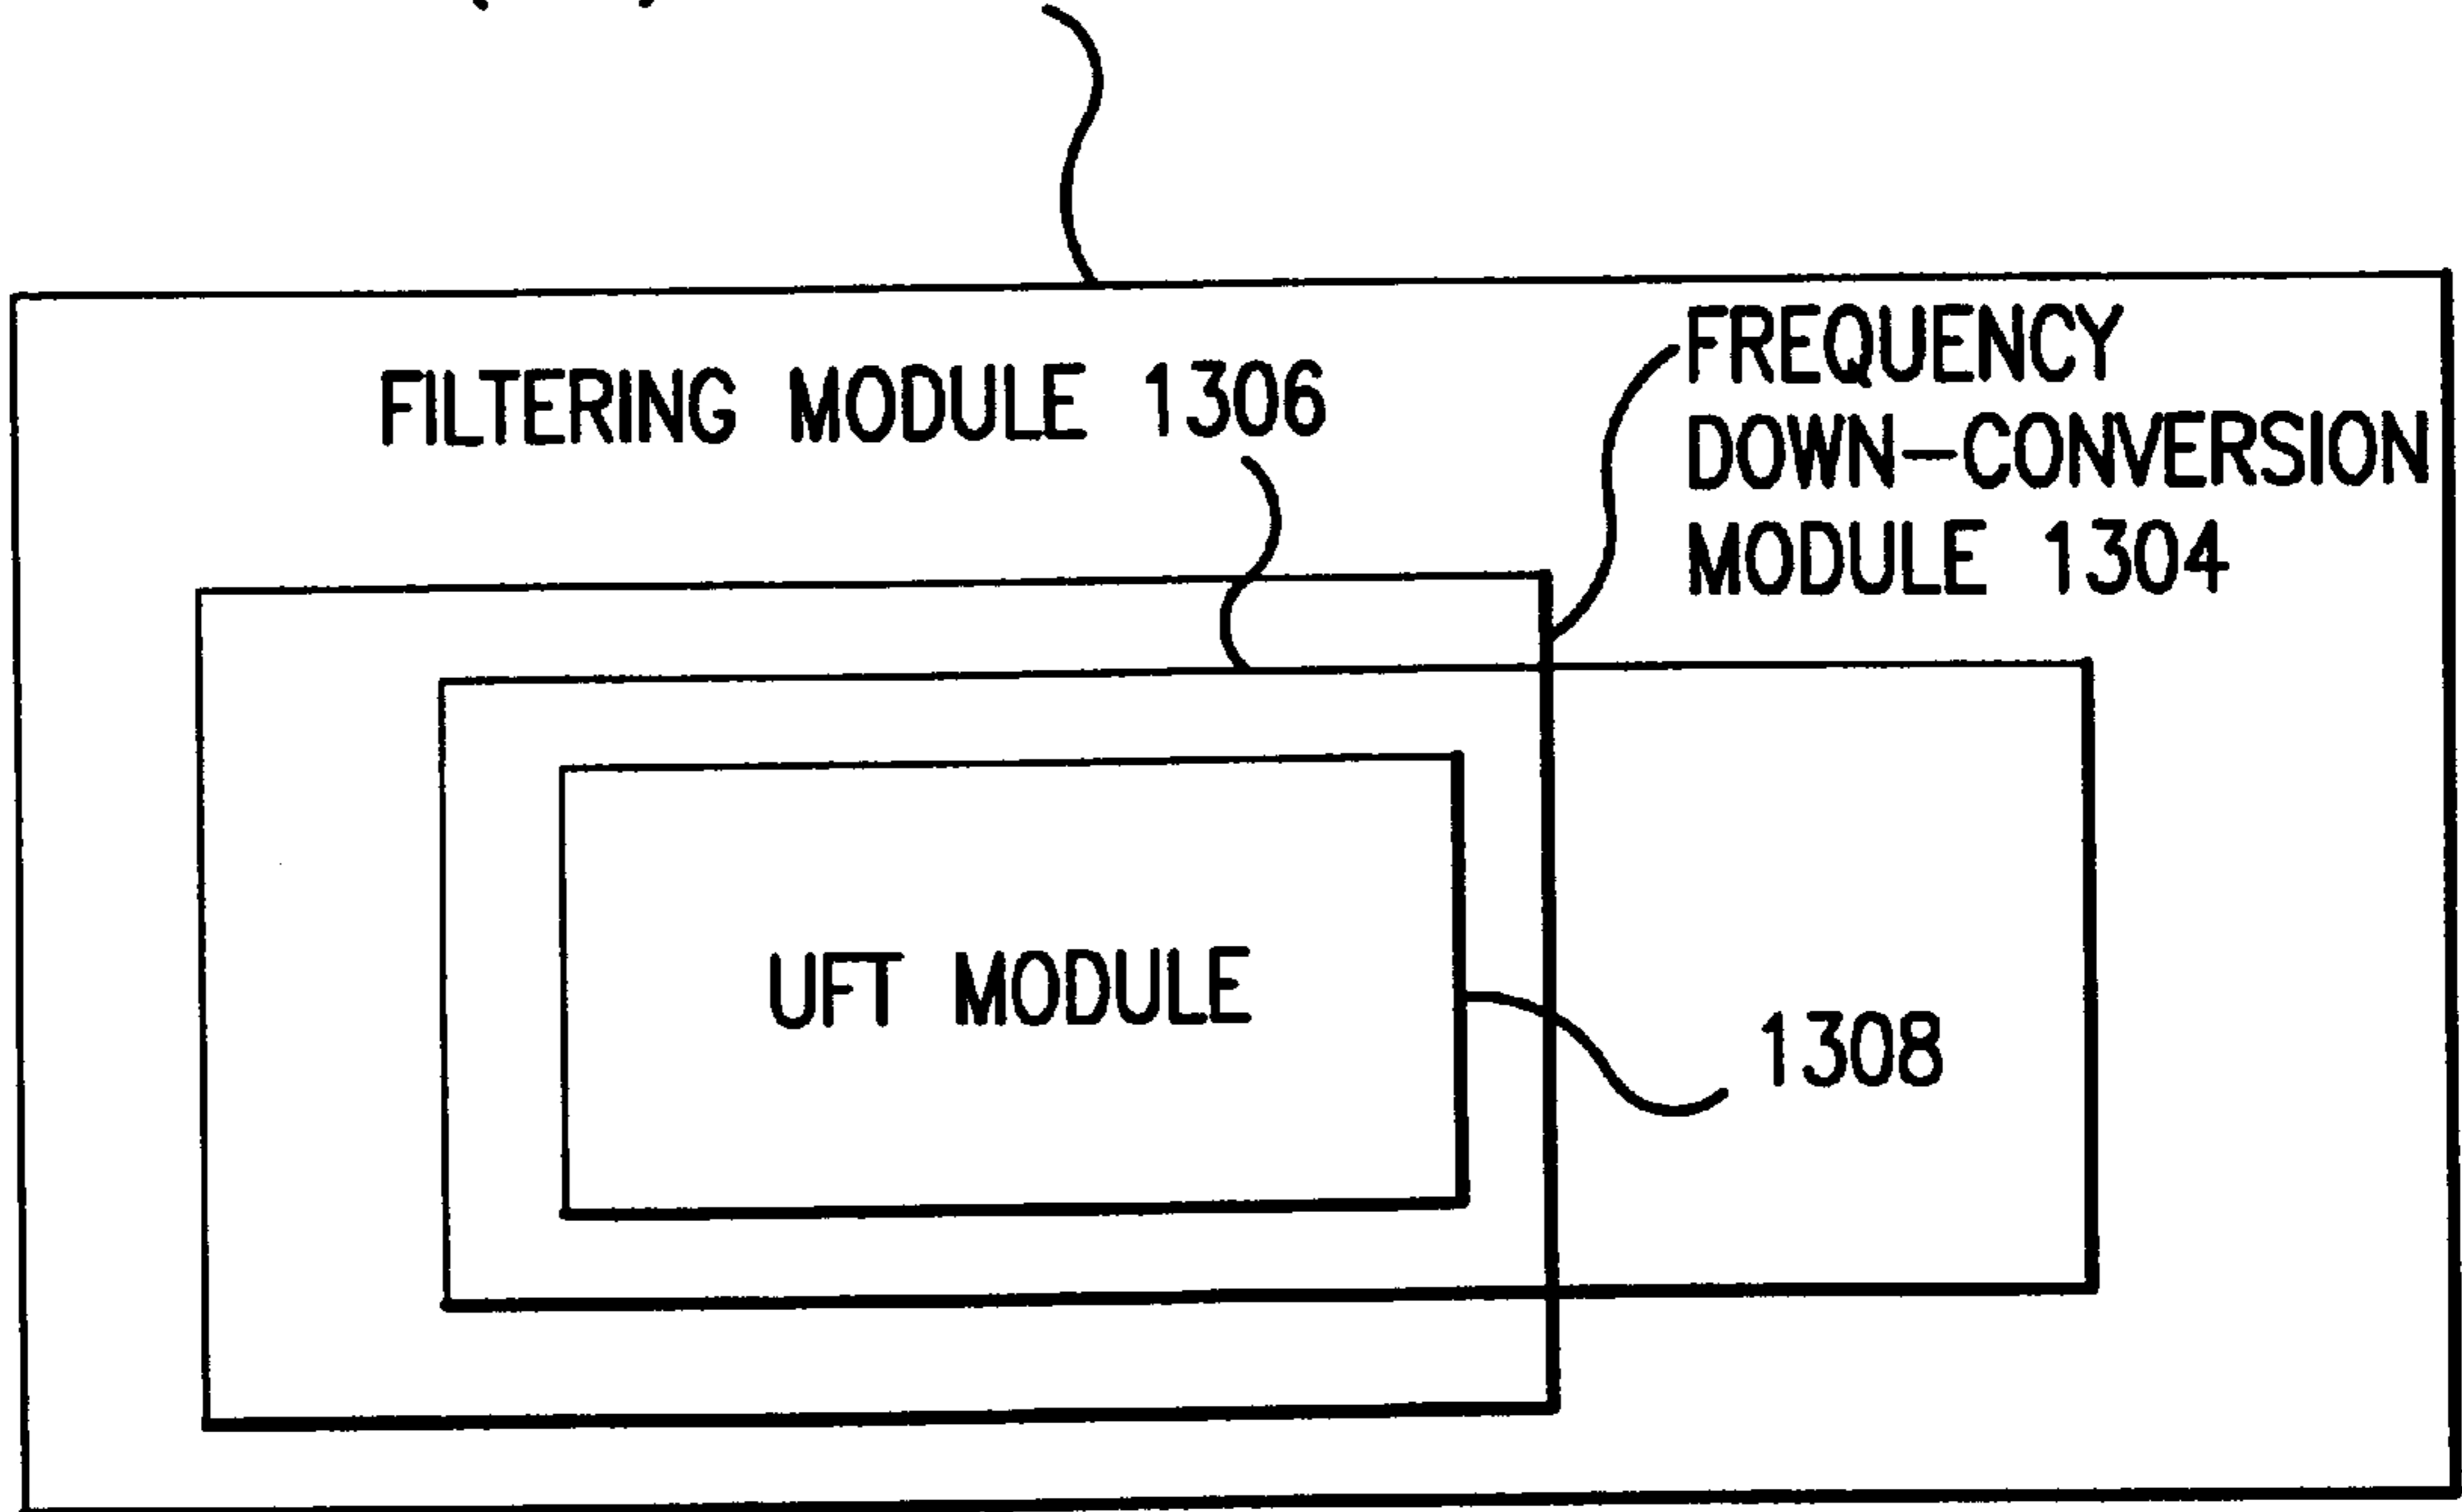 FILTERING MODULE 1306
FREQUENCY
DOWN-CONVERSION
MODULE 1304
UFT MODULE
1308